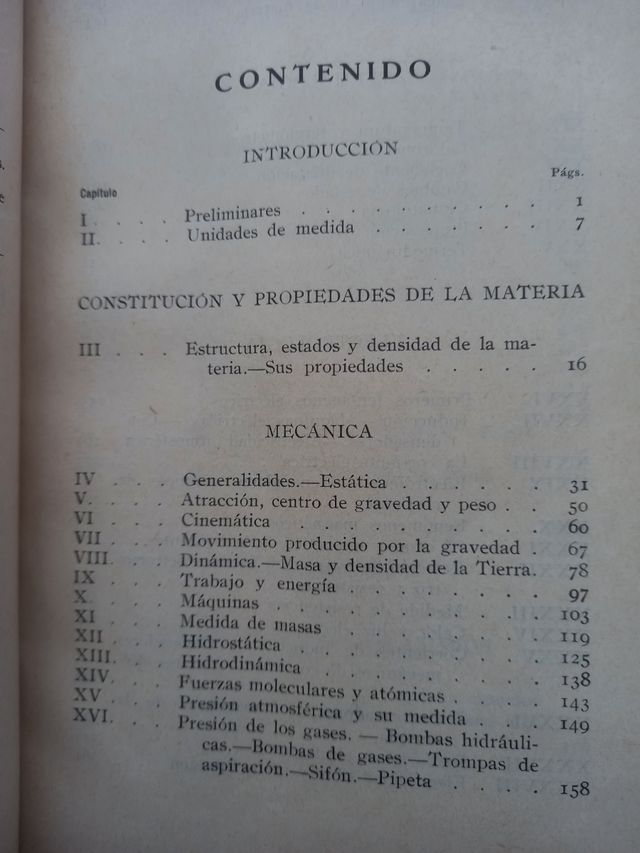 CONTENIDO
INTRODUCCIÓN
Capítulo Págs.
I . . . . Preliminares . . . . . . . . . . 1
II. . . . Unidades de medida . . . . . . . 7
CONSTITUCIÓN Y PROPIEDADES DE LA MATERIA
III . . . Estructura, estados y densidad de la ma-
teria.—Sus propiedades . . . . . 16
MECÁNICA
IV . . . Generalidades.—Estática . . . . . . 31
V. . . . Atracción, centro de gravedad y peso . . 50
VI . . . Cinemática . . . . . . . . . . 60
VII . . . Movimiento producido por la gravedad . 67
VIII. . . Dinámica.—Masa y densidad de la Tierra. 78
IX . . . Trabajo y energía . . . . . . . . 97
X. . . . Máquinas . . . . . . . . . . . 103
XI . . . Medida de masas . . . . . . . . 119
XII . . . Hidrostática . . . . . . . . . . 125
XIII. . . Hidrodinámica . . . . . . . . . 138
XIV. . . Fuerzas moleculares y atómicas . . . . 143
XV . . . Presión atmosférica y su medida . . . 149
XVI. . . Presión de los gases. — Bombas hidráuli-
cas.—Bombas de gases.—Trompas de
aspiración.—Sifón.—Pipeta . . . . 158